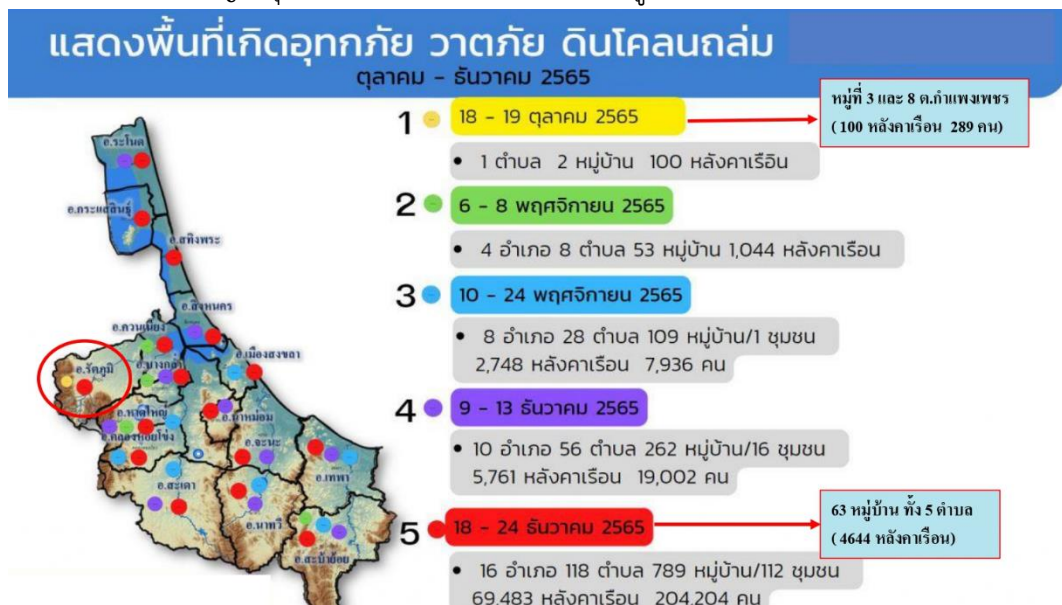 แสดงพื้นที่เกิดอุทกภัย วาตภัย ดินโคลนถล่ม
ตุลาคม - ธันวาคม 2565
หมู่ที่ 3 และ 8 ต.กำแพงเพชร
( 100 หลังคาเรือน 289 คน)
1 18 - 19 ตุลาคม 2565
• 1 ตำบล 2 หมู่บ้าน 100 หลังคาเรือิน
2 6 - 8 พฤศจิกายน 2565
• 4 อำเภอ 8 ตำบล 53 หมู่บ้าน 1,044 หลังคาเรือน
3 10 - 24 พฤศจิกายน 2565
• 8 อำเภอ 28 ตำบล 109 หมู่บ้าน/1 ชุมชน
2,748 หลังคาเรือน 7,936 คน
4 9 - 13 ธันวาคม 2565
• 10 อำเภอ 56 ตำบล 262 หมู่บ้าน/16 ชุมชน
5,761 หลังคาเรือน 19,002 คน
63 หมู่บ้าน ทั้ง 5 ตำบล
( 4644 หลังคาเรือน)
5 18 - 24 ธันวาคม 2565
• 16 อำเภอ 118 ตำบล 789 หมู่บ้าน/112 ชุมชน
69,483 หลังคาเรือน 204,204 คน
อ.ระโนด
อ.กระแสสินธุ์
อ.สทิงพระ
อ.สิงหนคร
อ.ควนเนียง
อ.เมืองสงขลา
อ.รัตภูมิ
อ.บางกล่ำ
อ.หาดใหญ่
อ.นาหม่อม
อ.คลองหอยโข่ง
อ.จะนะ
อ.เทพา
อ.สะเดา
อ.นาทวี
อ.สะบ้าย้อย